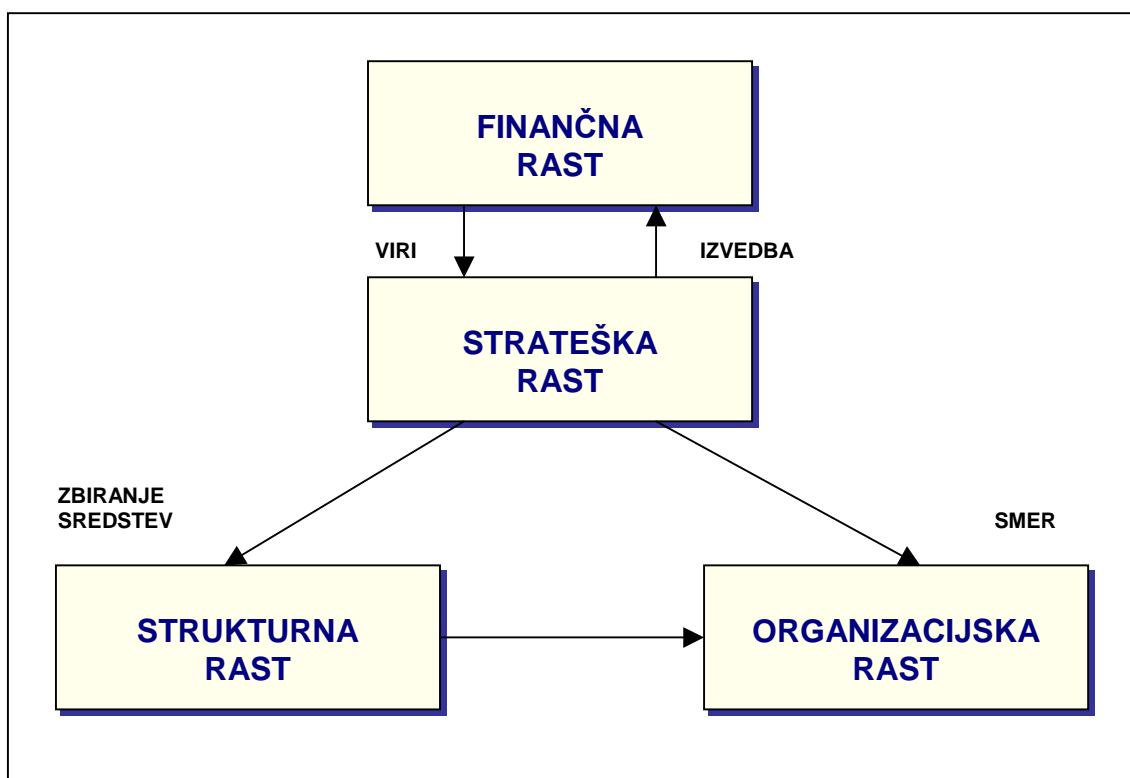 FINANČNA
RAST
VIRI
IZVEDBA
STRATEŠKA
RAST
ZBIRANJE
SREDSTEV
SMER
STRUKTURNA
RAST
ORGANIZACIJSKA
RAST